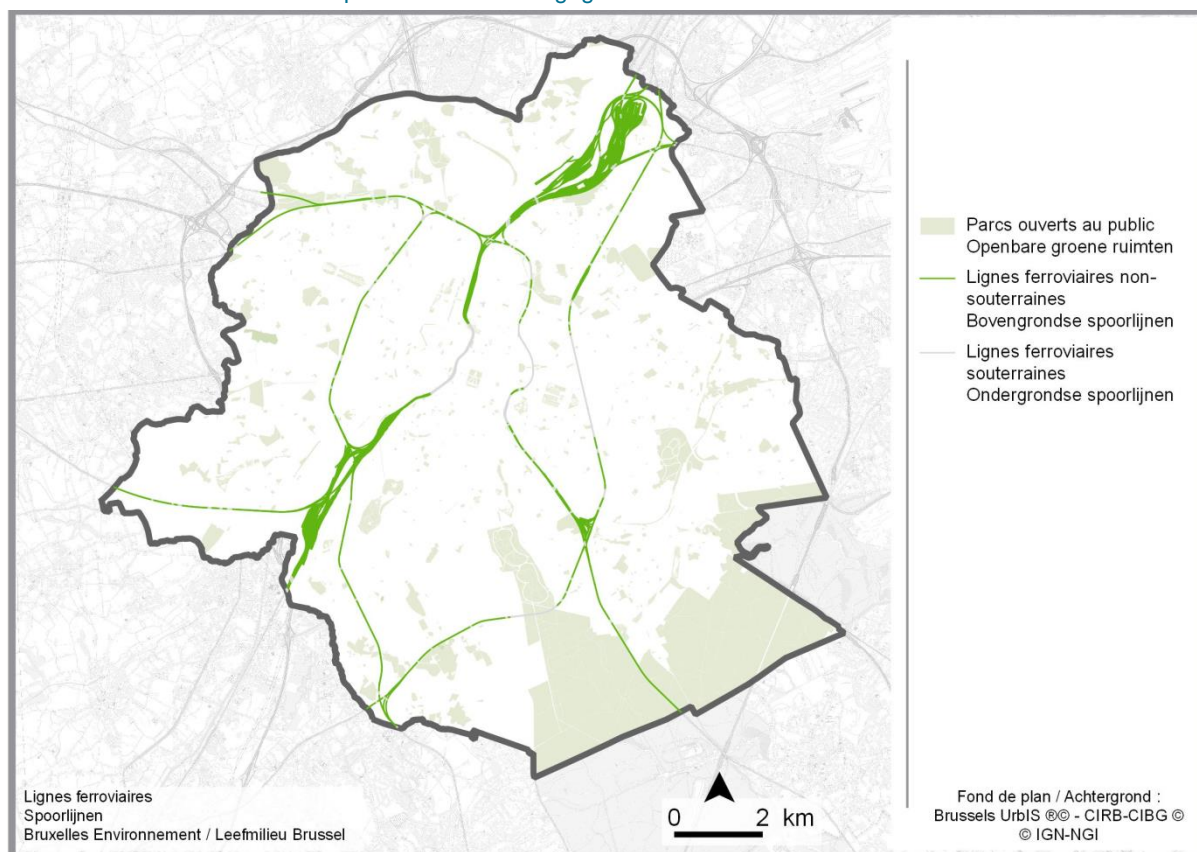 Parcs ouverts au public
Openbare groene ruimten
Lignes ferroviaires non-
souterraines
Bovengrondse spoorlijnen
Lignes ferroviaires
souterraines
Ondergrondse spoorlijnen
Lignes ferroviaires
Spoorlijnen
Bruxelles Environnement / Leefmilieu Brussel
0 2 km
Fond de plan / Achtergrond :
Brussels UrbIS ®© - CIRB-CIBG ©
© IGN-NGI